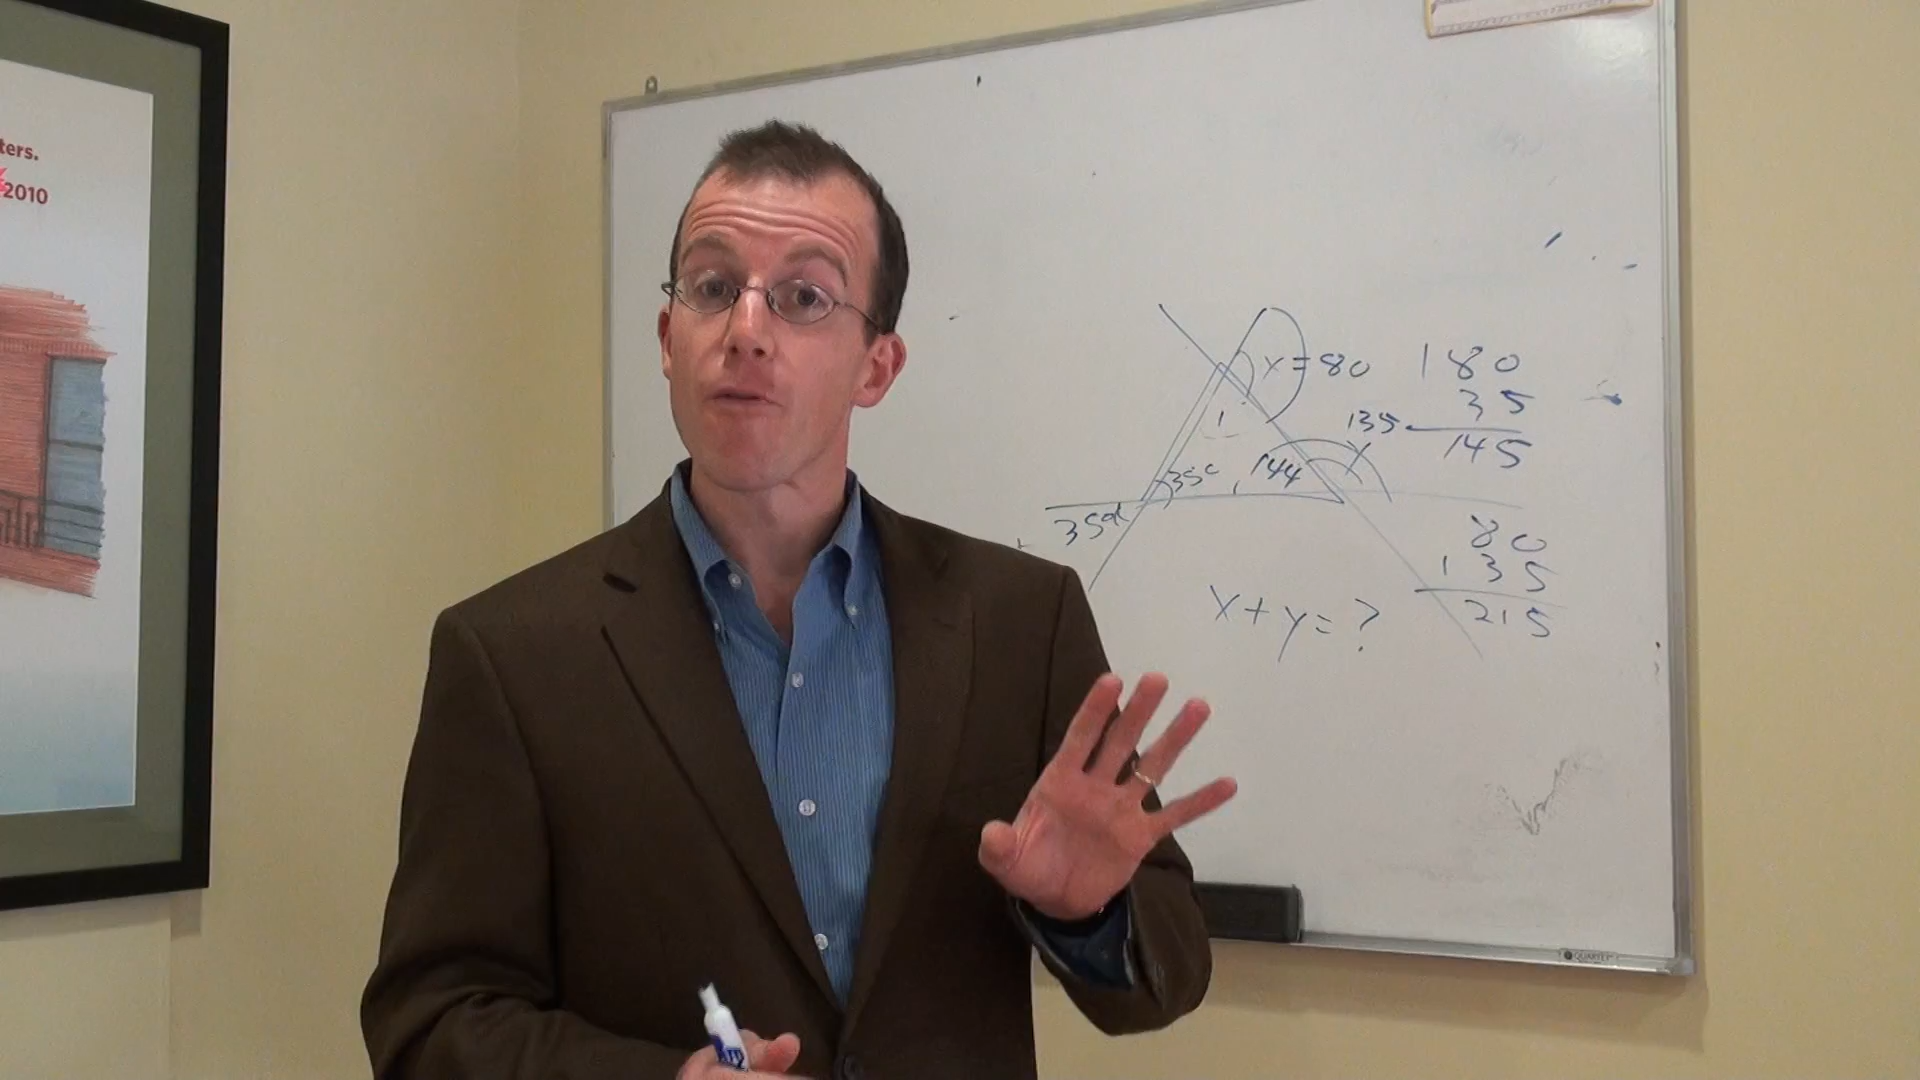 ters.
2010
x = 80
180
35
145
135
y
1
35°
144
35°
80
135
215
x + y = ?
QUARTET